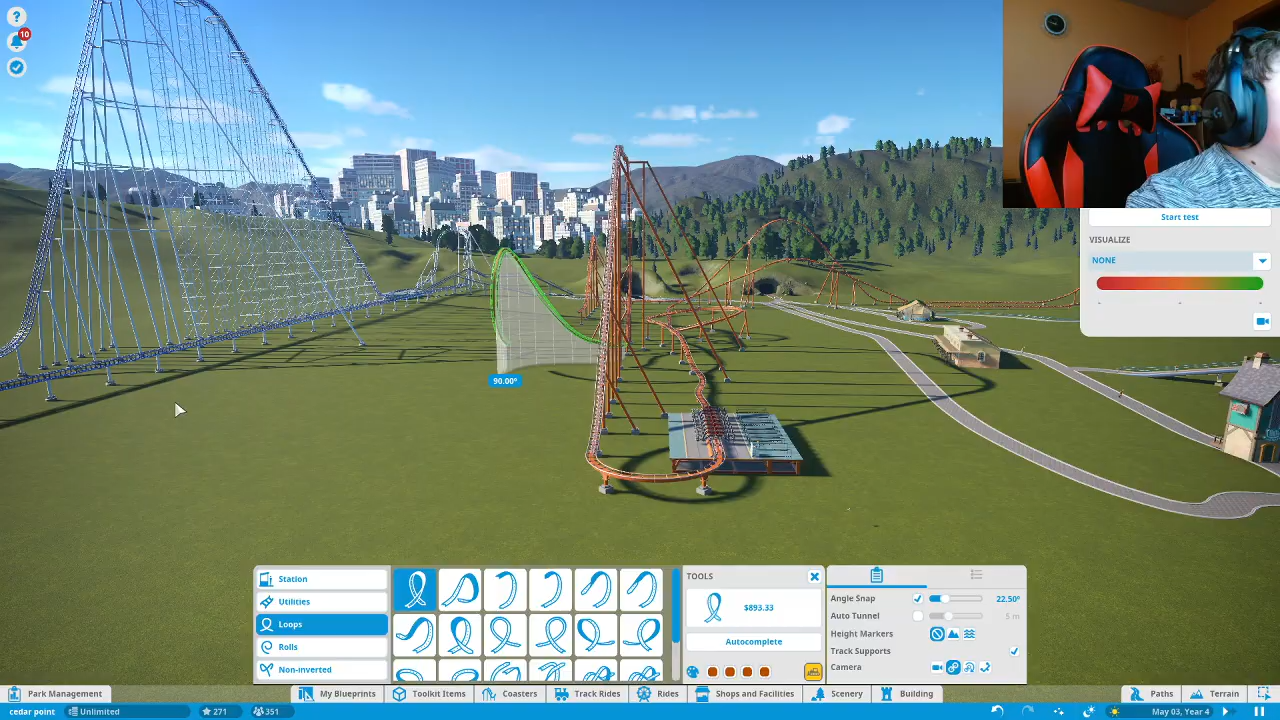 ?
10
Start test
VISUALIZE
NONE
90.00°
Station
Utilities
Loops
Rolls
Non-inverted
TOOLS
$893.33
Autocomplete
Angle Snap
22.50°
Auto Tunnel
5 m
Height Markers
Track Supports
Camera
Park Management
My Blueprints
Toolkit Items
Coasters
Track Rides
Rides
Shops and Facilities
Scenery
Building
Paths
Terrain
cedar point
Unlimited
271
351
May 03, Year 4